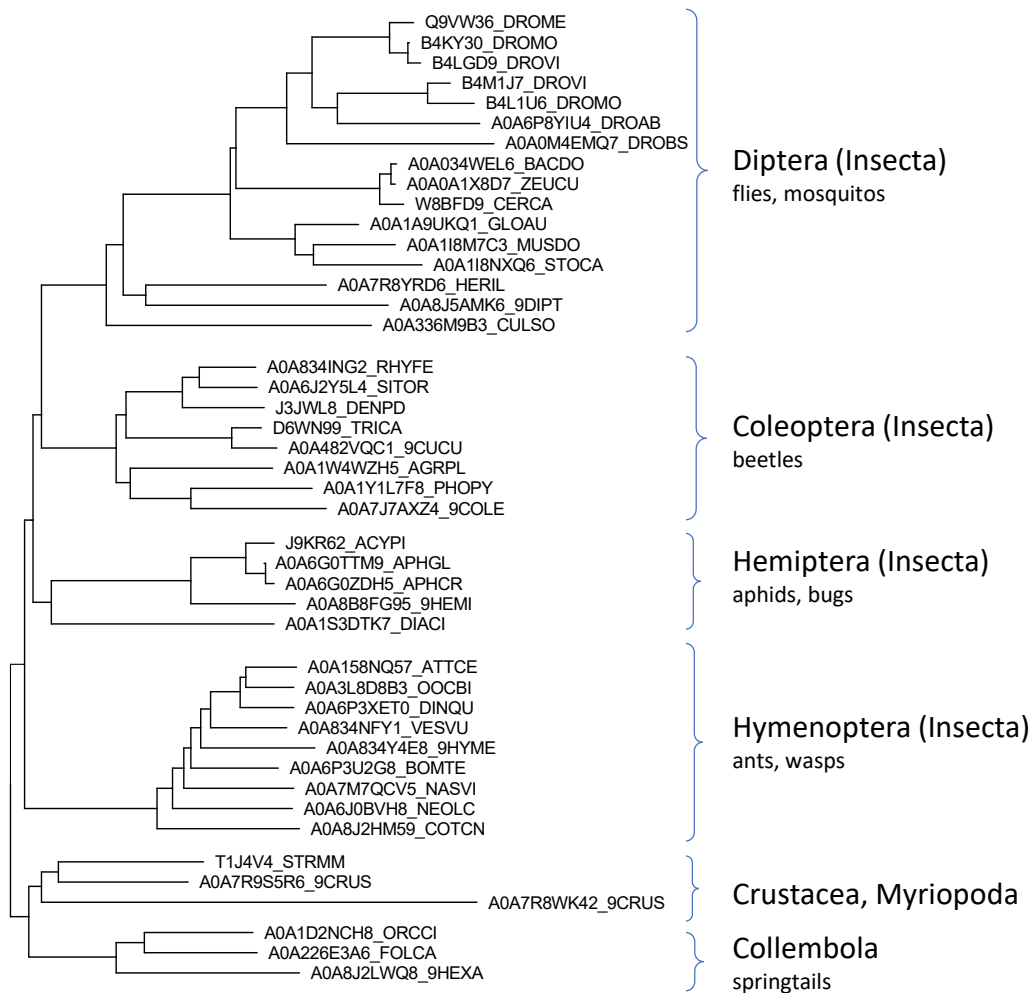 Q9VW36_DROME
B4KY30_DROMO
B4LGD9_DROVI
B4M1J7_DROVI
B4L1U6_DROMO
A0A6P8YIU4_DROAB
A0A0M4EMQ7_DROBS
A0A034WEL6_BACDO
A0A0A1X8D7_ZEUCU
W8BFD9_CERCA
A0A1A9UKQ1_GLOAU
A0A1I8M7C3_MUSDO
A0A1I8NXQ6_STOCA
A0A7R8YRD6_HERIL
A0A8J5AMK6_9DIPT
A0A336M9B3_CULSO
Diptera (Insecta)
flies, mosquitos
A0A834ING2_RHYFE
A0A6J2Y5L4_SITOR
J3JWL8_DENPD
D6WN99_TRICA
A0A482VQC1_9CUCU
A0A1W4WZH5_AGRPL
A0A1Y1L7F8_PHOPY
A0A7J7AXZ4_9COLE
Coleoptera (Insecta)
beetles
J9KR62_ACYPI
A0A6G0TTM9_APHGL
A0A6G0ZDH5_APHCR
A0A8B8FG95_9HEMI
A0A1S3DTK7_DIACI
Hemiptera (Insecta)
aphids, bugs
A0A158NQ57_ATTCE
A0A3L8D8B3_OOCBI
A0A6P3XET0_DINQU
A0A834NFY1_VESVU
A0A834Y4E8_9HYME
A0A6P3U2G8_BOMTE
A0A7M7QCV5_NASVI
A0A6J0BVH8_NEOLC
A0A8J2HM59_COTCN
Hymenoptera (Insecta)
ants, wasps
T1J4V4_STRMM
A0A7R9S5R6_9CRUS
A0A7R8WK42_9CRUS
Crustacea, Myriopoda
A0A1D2NCH8_ORCCI
A0A226E3A6_FOLCA
A0A8J2LWQ8_9HEXA
Collembola
springtails